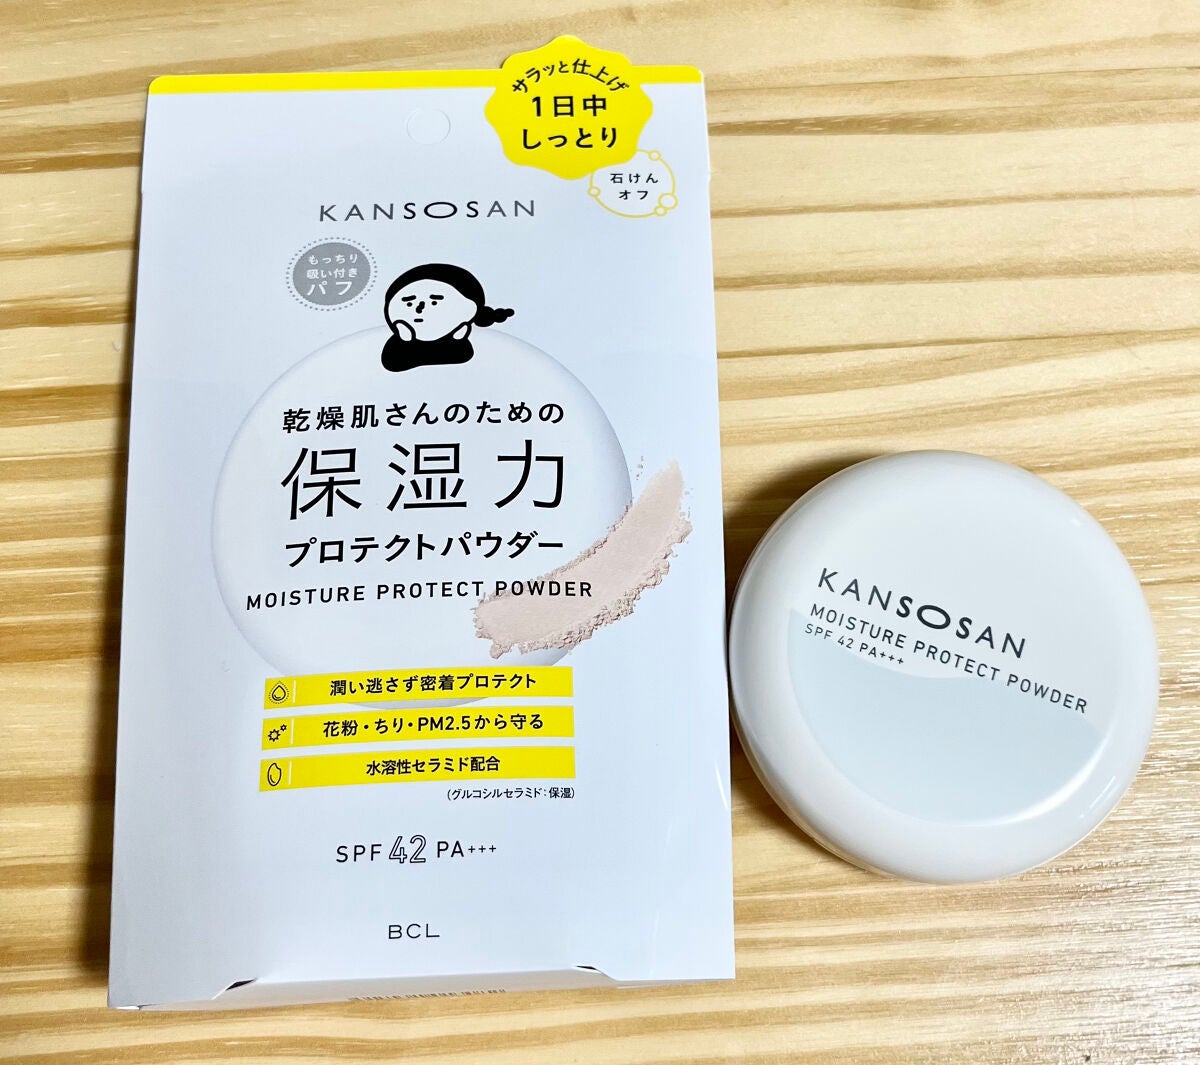 サラッと仕上げ
1日中
しっとり
石けん
オフ
KANSOSAN
もっちり
吸い付き
パフ
乾燥肌さんのための
保湿力
プロテクトパウダー
MOISTURE PROTECT POWDER
潤い逃さず密着プロテクト
花粉・ちり・PM2.5から守る
水溶性セラミド配合
(グルコシルセラミド:保湿)
SPF 42 PA+++
BCL
KANSOSAN
MOISTURE PROTECT POWDER
SPF 42 PA+++